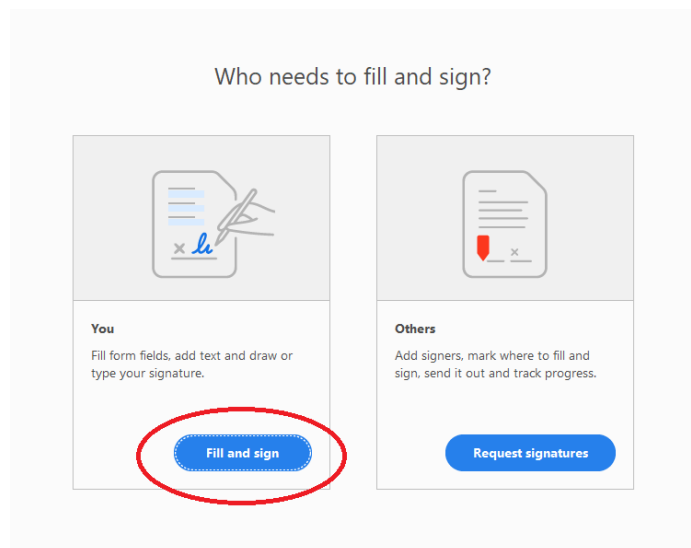 Who needs to fill and sign?
You
Fill form fields, add text and draw or
type your signature.
Fill and sign
Others
Add signers, mark where to fill and
sign, send it out and track progress.
Request signatures